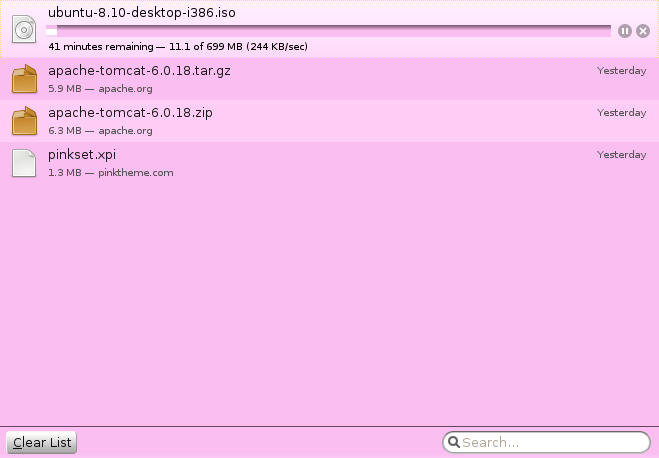 ubuntu-8.10-desktop-i386.iso
41 minutes remaining — 11.1 of 699 MB (244 KB/sec)
apache-tomcat-6.0.18.tar.gz Yesterday
5.9 MB — apache.org
apache-tomcat-6.0.18.zip Yesterday
6.3 MB — apache.org
pinkset.xpi Yesterday
1.3 MB — pinktheme.com
Clear List Search...